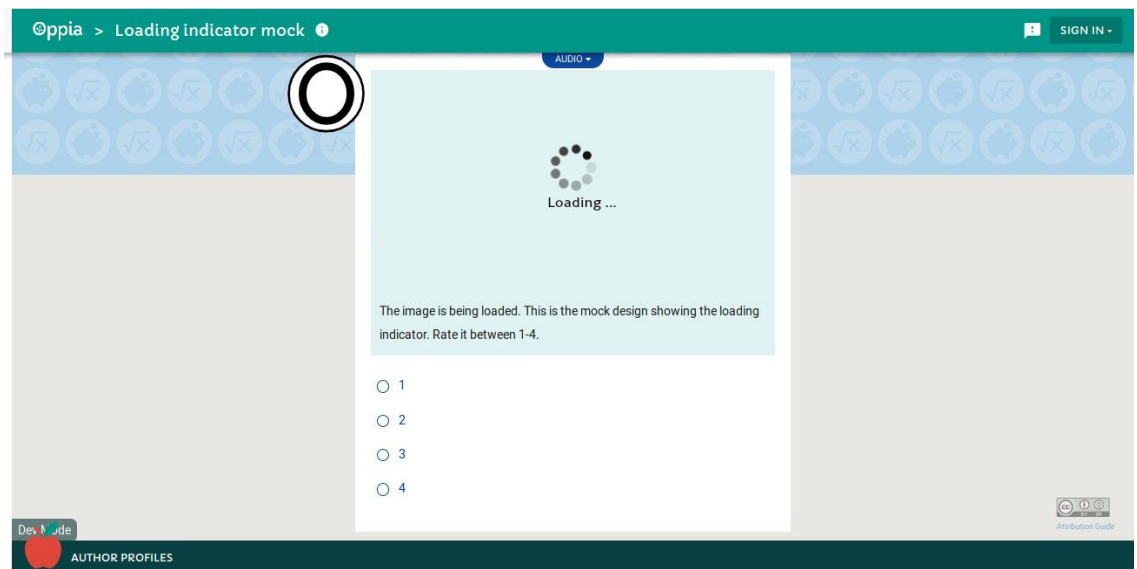 Oppia > Loading indicator mock
SIGN IN
AUDIO
Loading ...
The image is being loaded. This is the mock design showing the loading
indicator. Rate it between 1-4.
1
2
3
4
cc
Attribution Guide
AUTHOR PROFILES